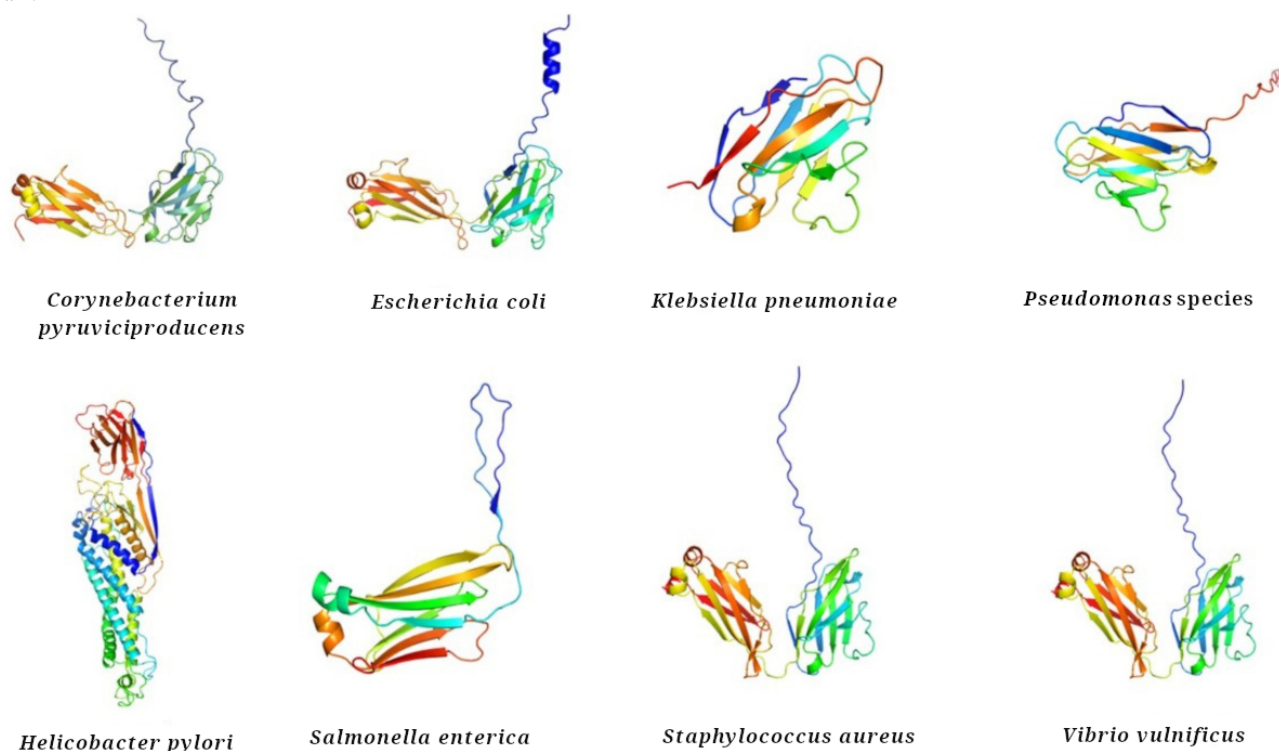 Corynebacterium
pyruviciproducens
Escherichia coli
Klebsiella pneumoniae
Pseudomonas species
Helicobacter pylori
Salmonella enterica
Staphylococcus aureus
Vibrio vulnificus